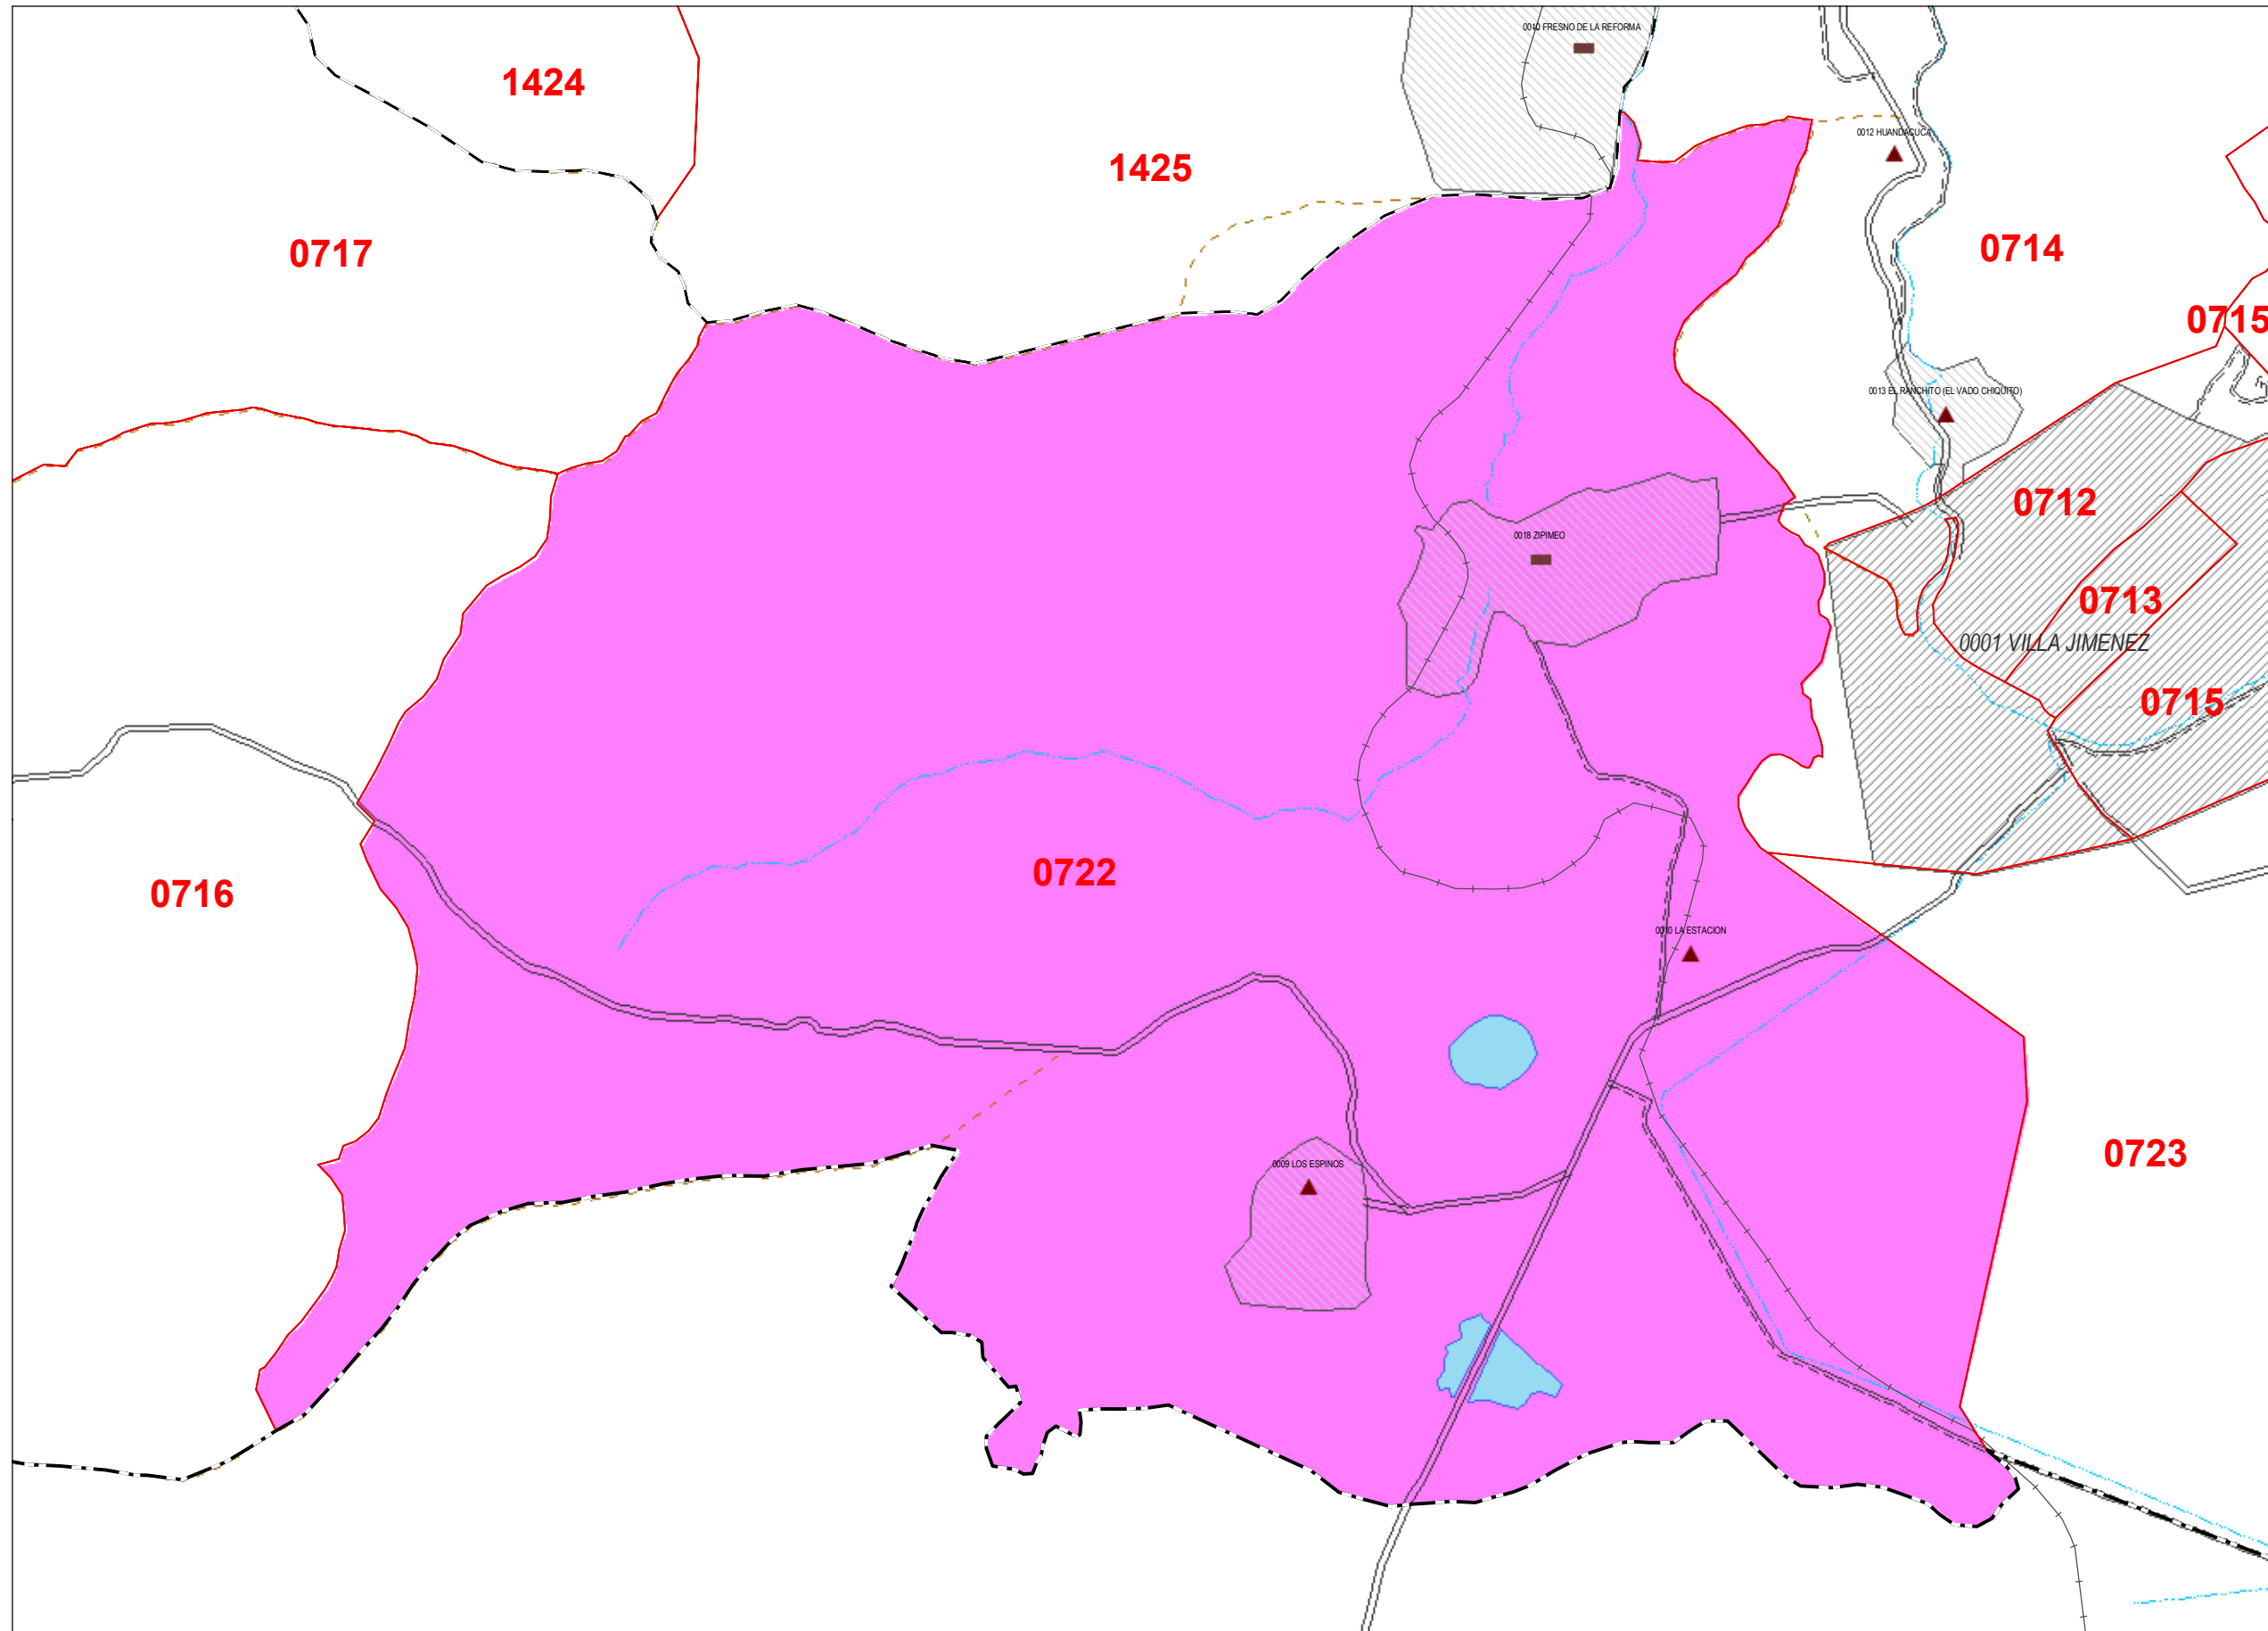 0040 FRESNO DE LA REFORMA
1424
0012 HUANDACUCA
1425
0717
0714
0715
0013 EL RANCHITO (EL VADO CHIQUITO)
0712
0018 ZIPIMEO
0713
0001 VILLA JIMENEZ
0715
0722
0716
0010 LA ESTACION
0723
0009 LOS ESPINOS